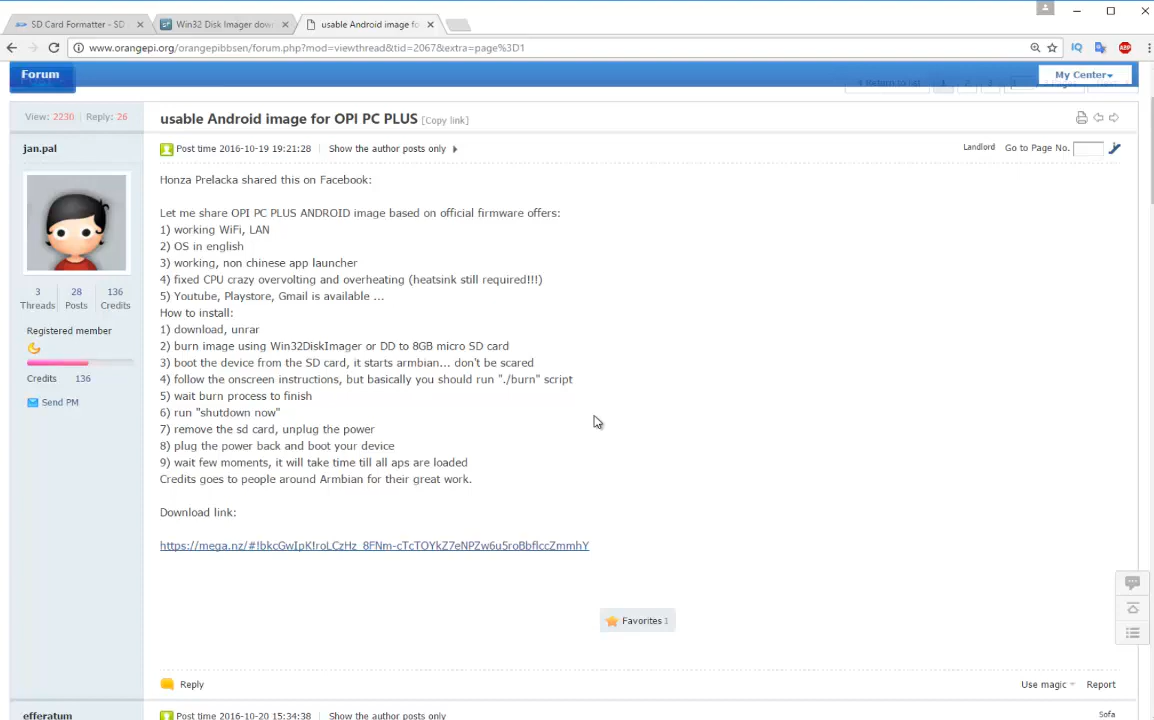 SD Card Formatter - SD
Win32 Disk Imager dow
usable Android image fo
www.orangepi.org/orangepibbsen/forum.php?mod=viewthread&tid=2067&extra=page%3D1
IQ
ABP
Forum
My Center
View: 2230 Reply: 26
usable Android image for OPI PC PLUS [Copy link]
jan.pal
Post time 2016-10-19 19:21:28 Show the author posts only
Landlord Go to Page No.
Honza Prelacka shared this on Facebook:
Let me share OPI PC PLUS ANDROID image based on official firmware offers:
1) working WiFi, LAN
2) OS in english
3) working, non chinese app launcher
4) fixed CPU crazy overvolting and overheating (heatsink still required!!!)
5) Youtube, Playstore, Gmail is available ...
How to install:
1) download, unrar
2) burn image using Win32DiskImager or DD to 8GB micro SD card
3) boot the device from the SD card, it starts armbian... don't be scared
4) follow the onscreen instructions, but basically you should run "./burn" script
5) wait burn process to finish
6) run "shutdown now"
7) remove the sd card, unplug the power
8) plug the power back and boot your device
9) wait few moments, it will take time till all aps are loaded
Credits goes to people around Armbian for their great work.
Download link:
https://mega.nz/#!bkcGwIpK!roLCzHz_8FNm-cTcTOYkZ7eNPZw6u5roBbflccZmmhY
3 28 136
Threads Posts Credits
Registered member
Credits 136
Send PM
Favorites 1
Reply
Use magic Report
efferatum
Post time 2016-10-20 15:34:38 Show the author posts only
Sofa